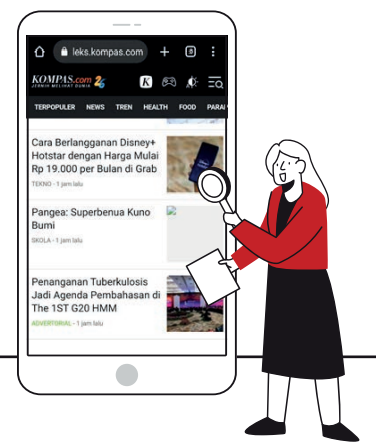 leks.kompas.com
KOMPAS.com 26
JERNIH MELIHAT DUNIA
K
TERPOPULER NEWS TREN HEALTH FOOD PARA
Cara Berlangganan Disney+
Hotstar dengan Harga Mulai
Rp 19.000 per Bulan di Grab
TEKNO - 1 jam lalu
Pangea: Superbenua Kuno
Bumi
SKOLA - 1 jam lalu
Penanganan Tuberkulosis
Jadi Agenda Pembahasan di
The 1ST G20 HMM
ADVERTORIAL - 1 jam lalu